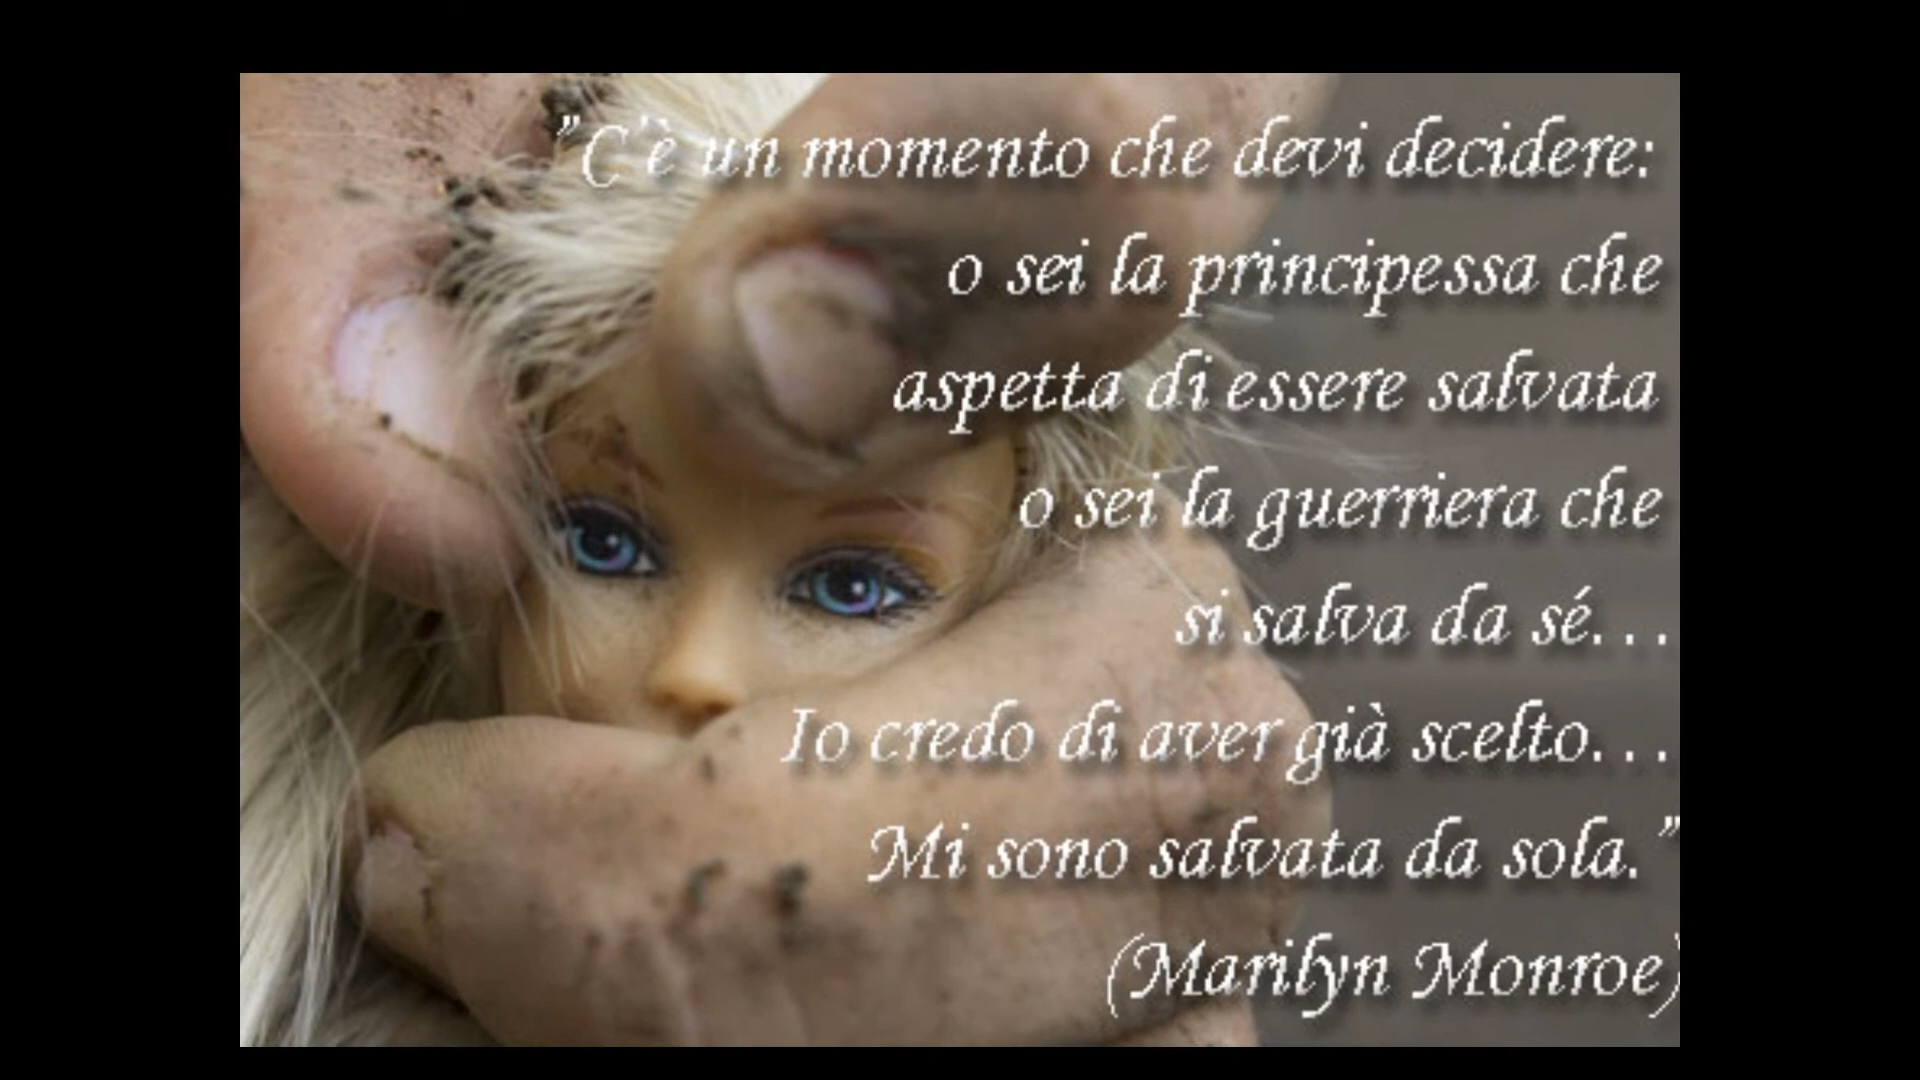 "C'è un momento che devi decidere:
o sei la principessa che
aspetta di essere salvata
o sei la guerriera che
si salva da sé...
Io credo di aver già scelto...
Mi sono salvata da sola."
(Marilyn Monroe)